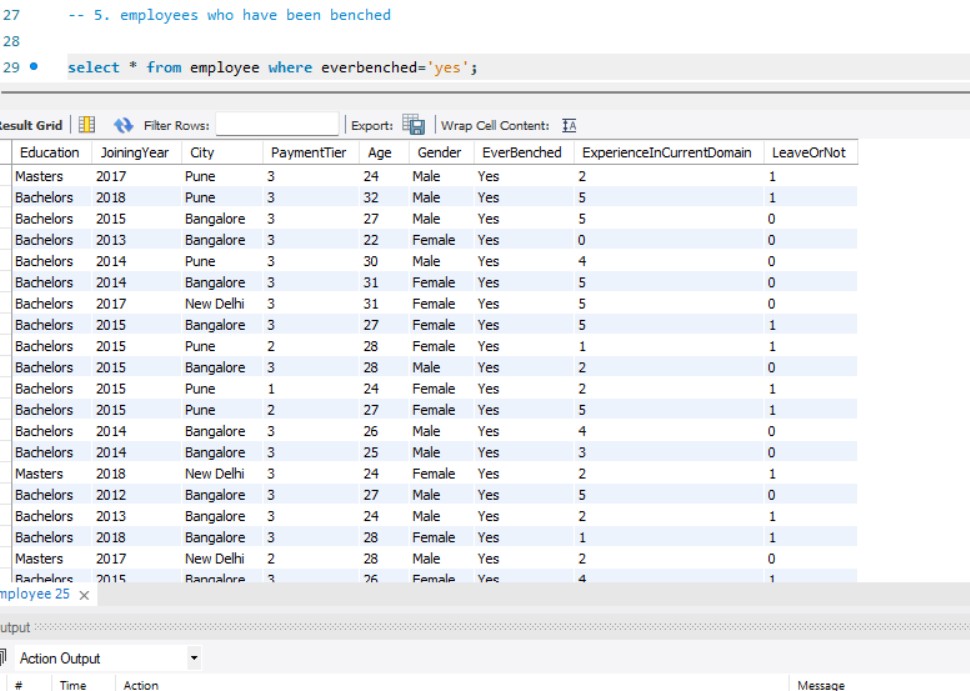 27 -- 5. employees who have been benched
28
29 select * from employee where everbenched='yes';
Result Grid Filter Rows: Export: Wrap Cell Content: IA
Education JoiningYear City PaymentTier Age Gender EverBenched ExperienceInCurrentDomain LeaveOrNot
Masters 2017 Pune 3 24 Male Yes 2 1
Bachelors 2018 Pune 3 32 Male Yes 5 1
Bachelors 2015 Bangalore 3 27 Male Yes 5 0
Bachelors 2013 Bangalore 3 22 Female Yes 0 0
Bachelors 2014 Pune 3 30 Male Yes 4 0
Bachelors 2014 Bangalore 3 31 Female Yes 5 0
Bachelors 2017 New Delhi 3 31 Female Yes 5 0
Bachelors 2015 Bangalore 3 27 Female Yes 5 1
Bachelors 2015 Pune 2 28 Female Yes 1 1
Bachelors 2015 Bangalore 3 28 Male Yes 2 0
Bachelors 2015 Pune 1 24 Female Yes 2 1
Bachelors 2015 Pune 2 27 Female Yes 5 1
Bachelors 2014 Bangalore 3 26 Male Yes 4 0
Bachelors 2014 Bangalore 3 25 Male Yes 3 0
Masters 2018 New Delhi 3 24 Female Yes 2 1
Bachelors 2012 Bangalore 3 27 Male Yes 5 0
Bachelors 2013 Bangalore 3 24 Male Yes 2 1
Bachelors 2018 Bangalore 3 28 Female Yes 1 1
Masters 2017 New Delhi 2 28 Male Yes 2 0
Bachelors 2015 Bangalore 3 26 Female Yes 4 1
mployee 25
utput
Action Output
# Time Action Message